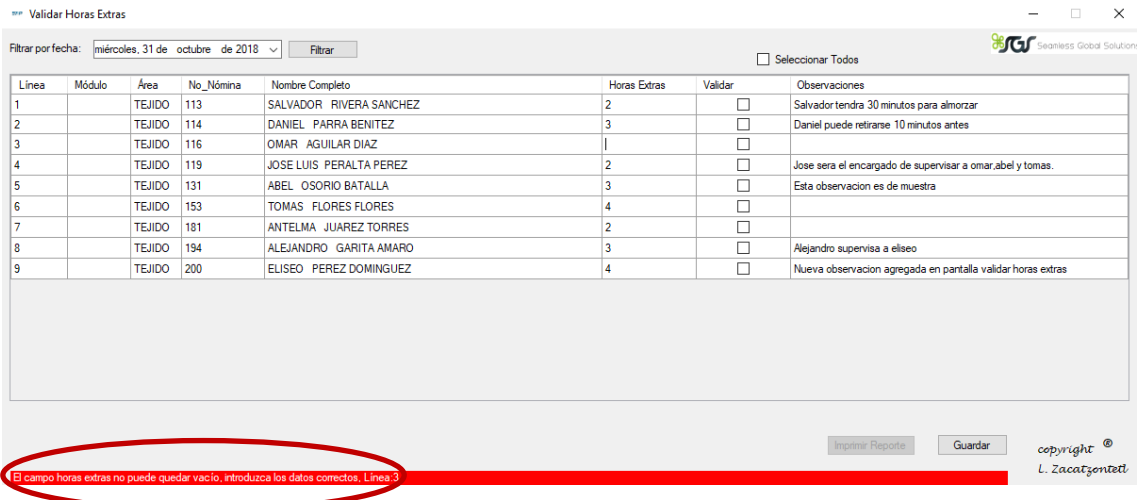 SFP Validar Horas Extras
Filtrar por fecha: miércoles, 31 de octubre de 2018 Filtrar
SGS Seamless Global Solutions
Seleccionar Todos
Línea Módulo Área No_Nómina Nombre Completo Horas Extras Validar Observaciones
1 TEJIDO 113 SALVADOR RIVERA SANCHEZ 2 Salvador tendra 30 minutos para almorzar
2 TEJIDO 114 DANIEL PARRA BENITEZ 3 Daniel puede retirarse 10 minutos antes
3 TEJIDO 116 OMAR AGUILAR DIAZ
4 TEJIDO 119 JOSE LUIS PERALTA PEREZ 2 Jose sera el encargado de supervisar a omar,abel y tomas.
5 TEJIDO 131 ABEL OSORIO BATALLA 3 Esta observacion es de muestra
6 TEJIDO 153 TOMAS FLORES FLORES 4
7 TEJIDO 181 ANTELMA JUAREZ TORRES 2
8 TEJIDO 194 ALEJANDRO GARITA AMARO 3 Alejandro supervisa a eliseo
9 TEJIDO 200 ELISEO PEREZ DOMINGUEZ 4 Nueva observacion agregada en pantalla validar horas extras
Imprimir Reporte Guardar
copyright ®
L. Zacatzontetl
El campo horas extras no puede quedar vacío, introduzca los datos correctos, Línea:3